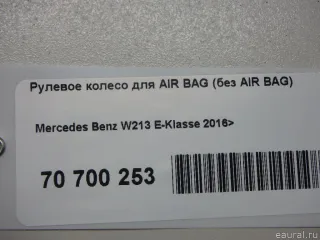 Рулевое колесо для AIR BAG (без AIR BAG)
Mercedes Benz W213 E-Klasse 2016>
70 700 253
eaural.ru